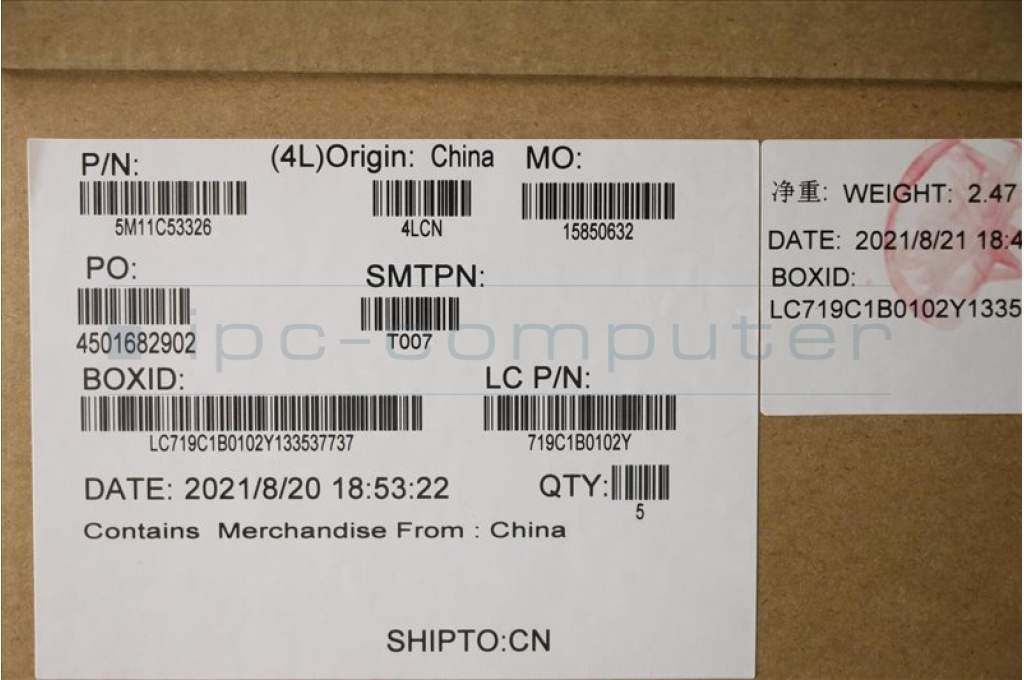 P/N:
(4L)Origin: China
MO:
5M11C53326
4LCN
15850632
PO:
SMTPN:
4501682902
T007
BOXID:
LC P/N:
LC719C1B0102Y133537737
719C1B0102Y
DATE: 2021/8/20 18:53:22
QTY:
5
Contains Merchandise From : China
SHIPTO:CN
净重: WEIGHT: 2.47
DATE: 2021/8/21 18:4
BOXID:
LC719C1B0102Y1335
ipc-computer